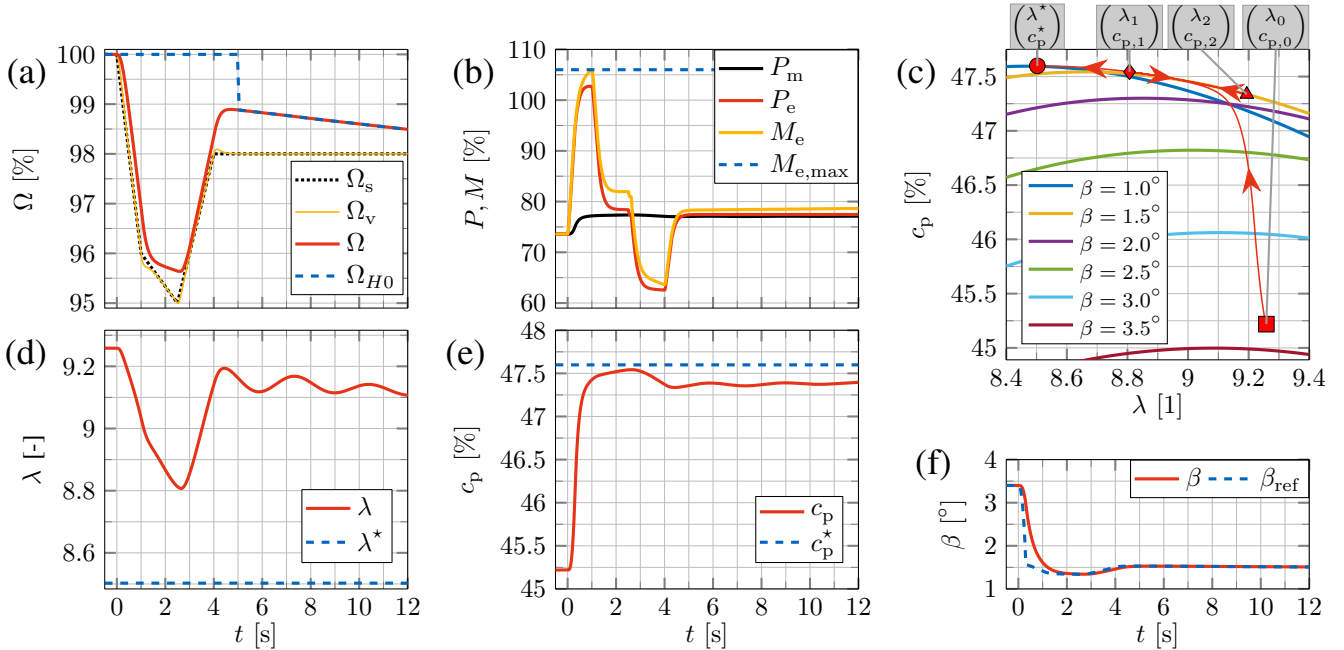 (a)
Ω [%]
100
99
98
97
96
95
Ωs
Ωv
Ω
ΩH0
(b)
P, M [%]
110
100
90
80
70
60
Pm
Pe
Me
Me,max
(c)
(λ⋆ cp⋆)
(λ1 cp,1)
(λ2 cp,2)
(λ0 cp,0)
cp [%]
47.5
47
46.5
46
45.5
45
β = 1.0°
β = 1.5°
β = 2.0°
β = 2.5°
β = 3.0°
β = 3.5°
8.4 8.6 8.8 9 9.2 9.4
λ [1]
(d)
λ [-]
9.2
9
8.8
8.6
λ
λ⋆
0 2 4 6 8 10 12
t [s]
(e)
cp [%]
48
47.5
47
46.5
46
45.5
45
cp
cp⋆
0 2 4 6 8 10 12
t [s]
(f)
β [°]
4
3
2
1
β βref
0 2 4 6 8 10 12
t [s]